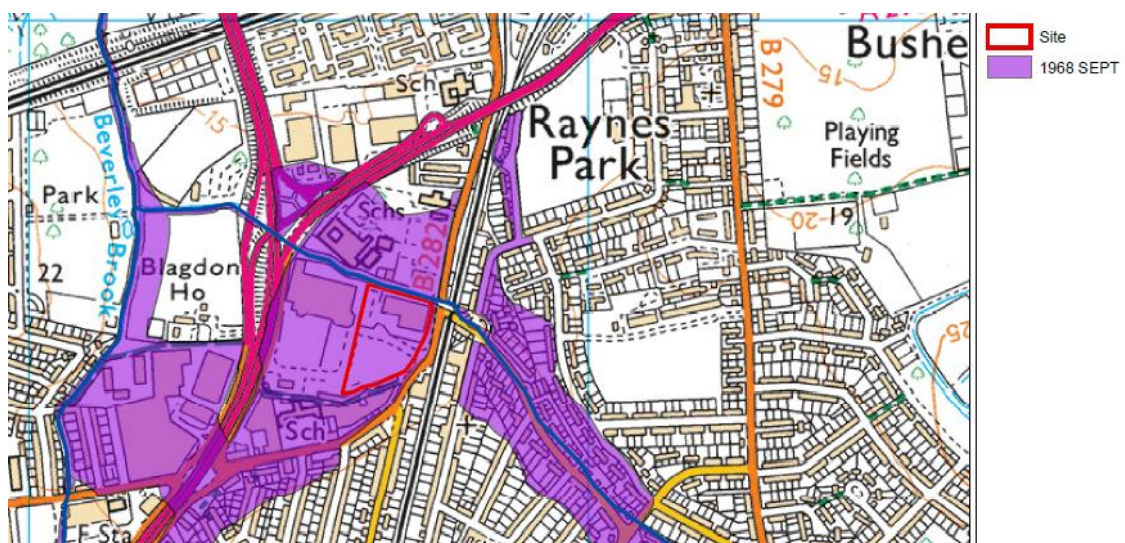 Site
1968 SEPT
Sch
Raynes
Park
B 279
15
Bushe
Playing
Fields
20
19
15
Park
Beverley Brook
22
Blagdon
Ho
Schs
B 2820
Sch
F Sta
25